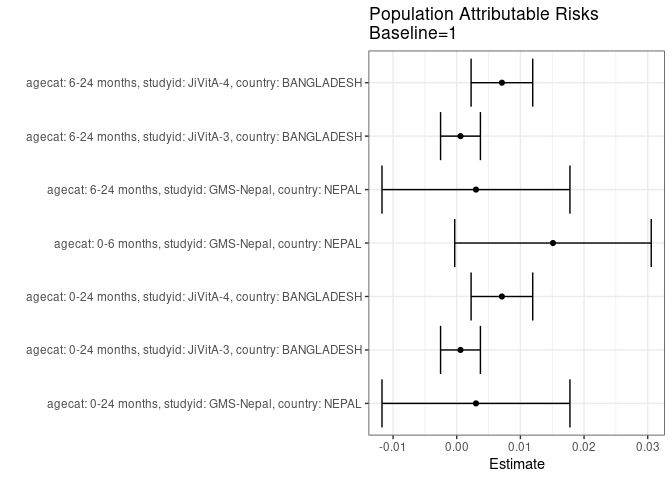 Population Attributable Risks
Baseline=1
agecat: 6-24 months, studyid: JiVitA-4, country: BANGLADESH
agecat: 6-24 months, studyid: JiVitA-3, country: BANGLADESH
agecat: 6-24 months, studyid: GMS-Nepal, country: NEPAL
agecat: 0-6 months, studyid: GMS-Nepal, country: NEPAL
agecat: 0-24 months, studyid: JiVitA-4, country: BANGLADESH
agecat: 0-24 months, studyid: JiVitA-3, country: BANGLADESH
agecat: 0-24 months, studyid: GMS-Nepal, country: NEPAL
-0.01 0.00 0.01 0.02 0.03
Estimate